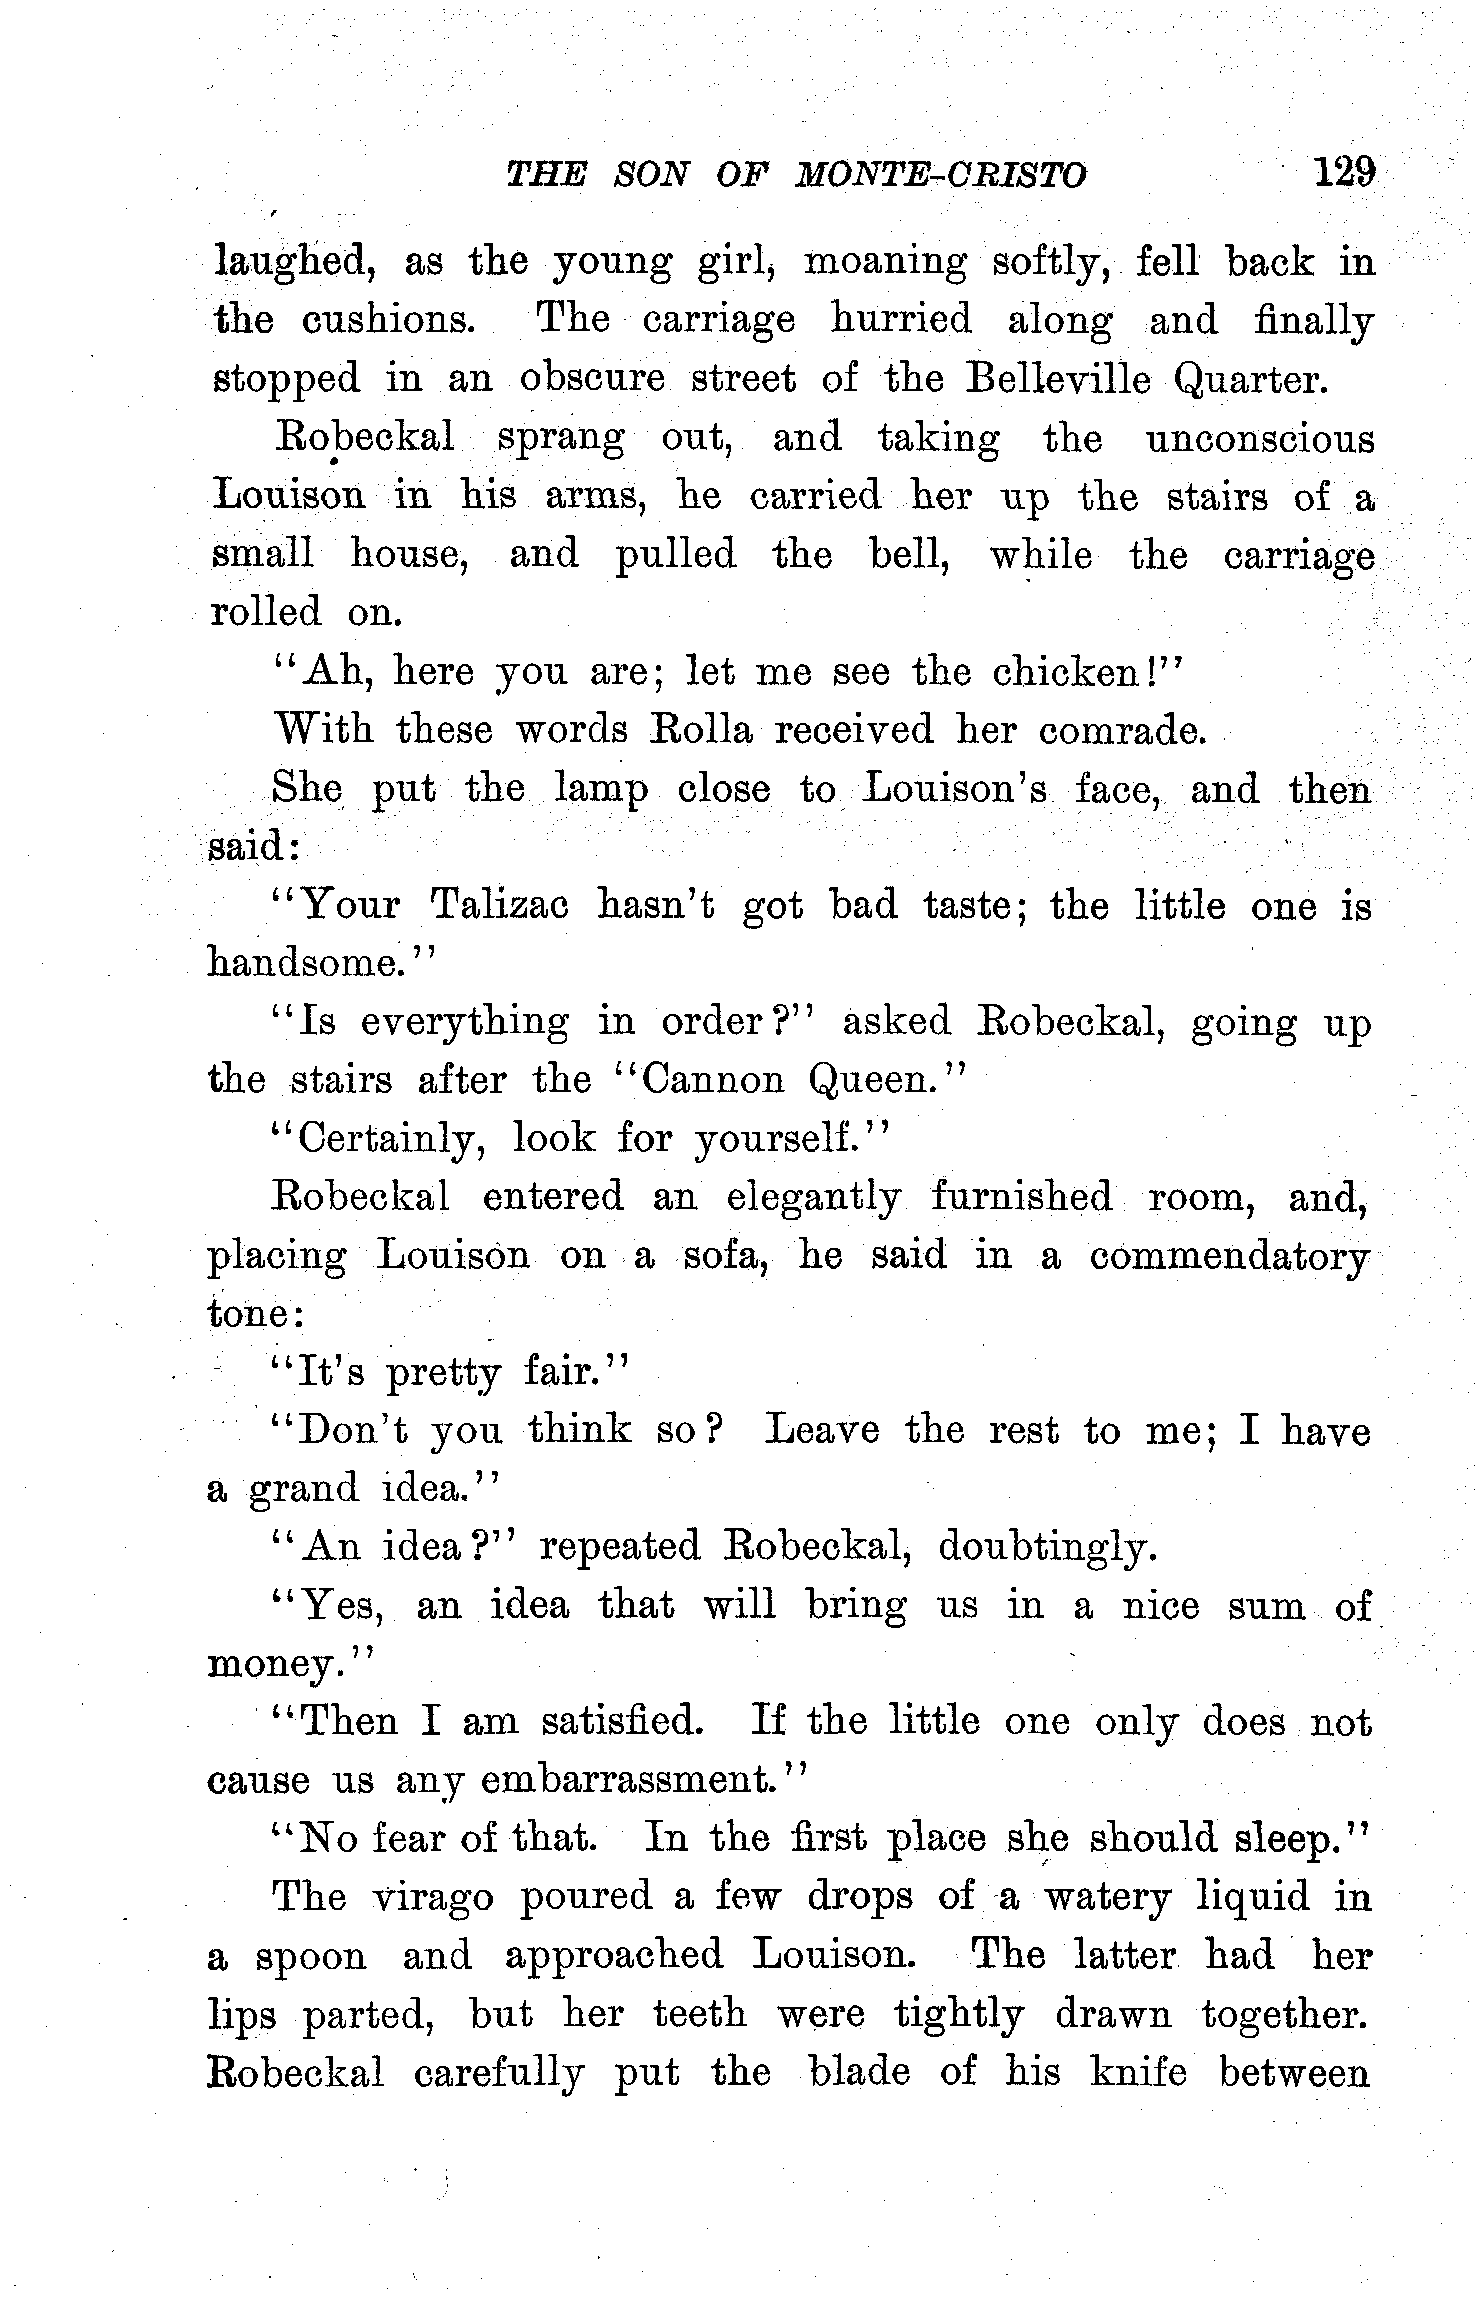 THE SON OF MONTE-CRISTO 129
laughed, as the young girl, moaning softly, fell back in
the cushions. The carriage hurried along and finally
stopped in an obscure street of the Belleville Quarter.
Robeckal sprang out, and taking the unconscious
Louison in his arms, he carried her up the stairs of a
small house, and pulled the bell, while the carriage
rolled on.
"Ah, here you are; let me see the chicken!"
With these words Rolla received her comrade.
She put the lamp close to Louison's face, and then
said:
"Your Talizac hasn't got bad taste; the little one is
handsome."
"Is everything in order?" asked Robeckal, going up
the stairs after the "Cannon Queen."
"Certainly, look for yourself."
Robeckal entered an elegantly furnished room, and,
placing Louison on a sofa, he said in a commendatory
tone:
"It's pretty fair."
"Don't you think so? Leave the rest to me; I have
a grand idea."
"An idea?" repeated Robeckal, doubtingly.
"Yes, an idea that will bring us in a nice sum of
money."
"Then I am satisfied. If the little one only does not
cause us any embarrassment."
"No fear of that. In the first place she should sleep."
The virago poured a few drops of a watery liquid in
a spoon and approached Louison. The latter had her
lips parted, but her teeth were tightly drawn together.
Robeckal carefully put the blade of his knife between